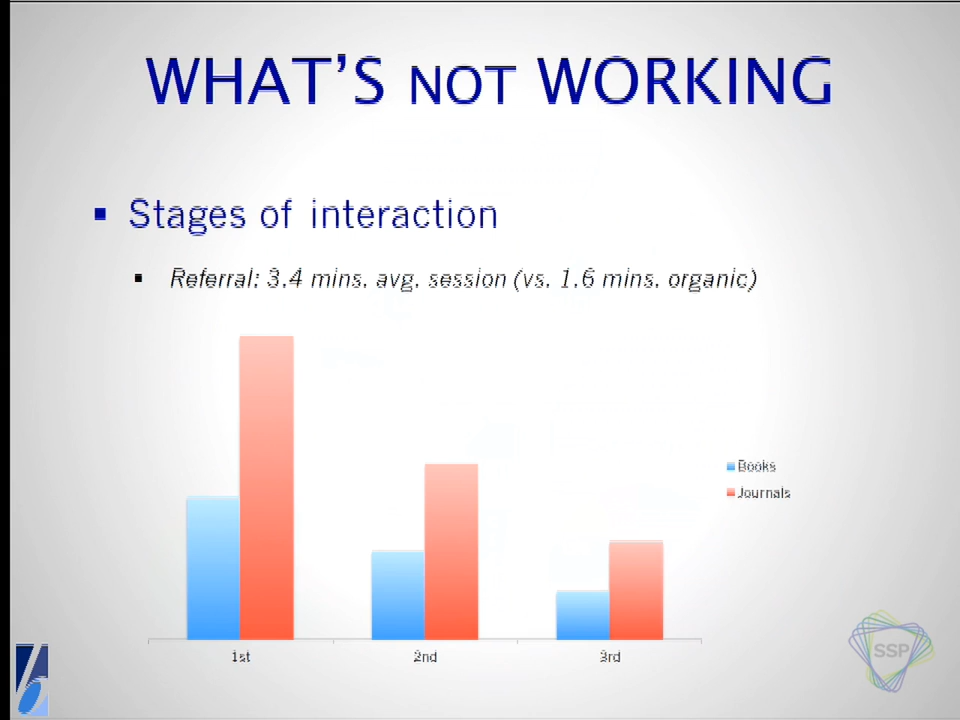 WHAT'S NOT WORKING
Stages of interaction
Referral: 3.4 mins. avg. session (vs. 1.6 mins. organic)
Books
Journals
1st
2nd
3rd
SSP